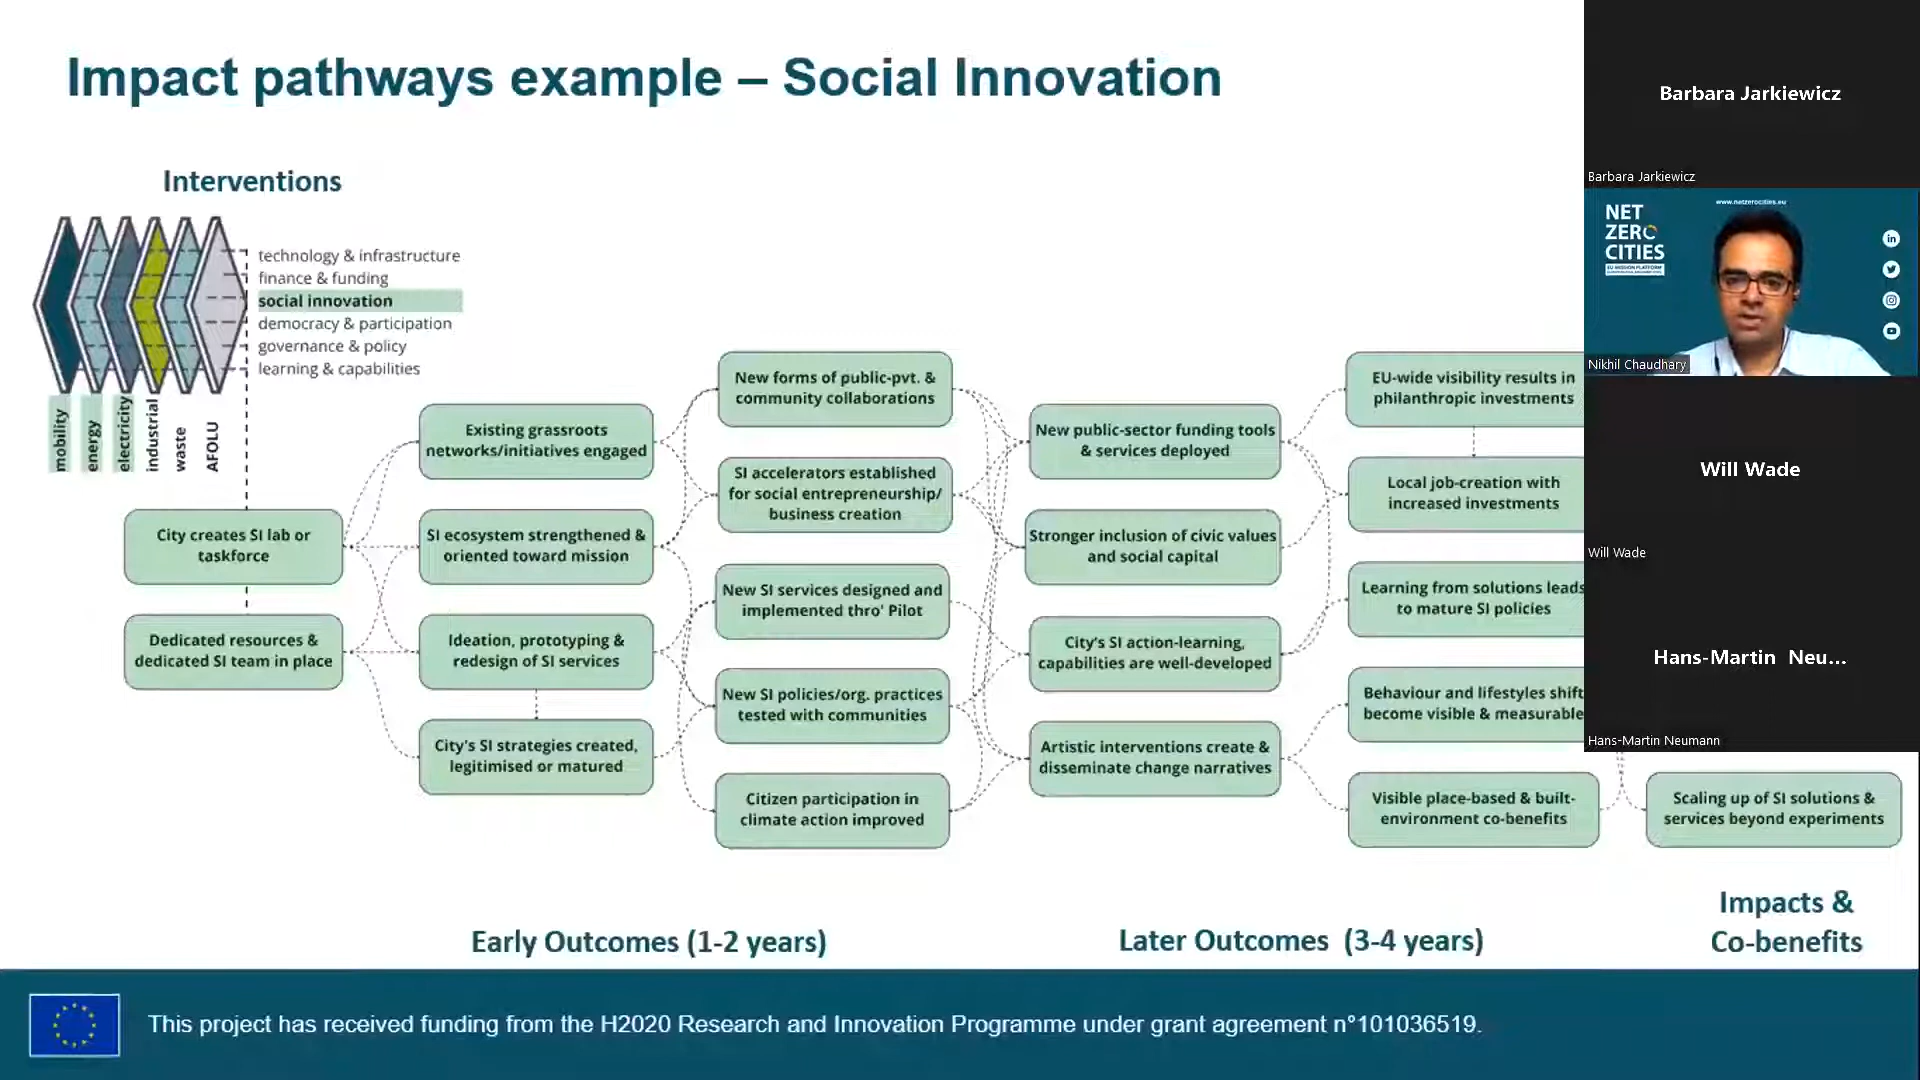 Impact pathways example – Social Innovation
Interventions
technology & infrastructure
finance & funding
social innovation
democracy & participation
governance & policy
learning & capabilities
mobility
energy
electricity
industrial
waste
AFOLU
City creates SI lab or
taskforce
Dedicated resources &
dedicated SI team in place
Existing grassroots
networks/initiatives engaged
SI ecosystem strengthened &
oriented toward mission
Ideation, prototyping &
redesign of SI services
City's SI strategies created,
legitimised or matured
New forms of public-pvt. &
community collaborations
SI accelerators established
for social entrepreneurship/
business creation
New SI services designed and
implemented thro' Pilot
New SI policies/org. practices
tested with communities
Citizen participation in
climate action improved
New public-sector funding tools
& services deployed
Stronger inclusion of civic values
and social capital
City's SI action-learning,
capabilities are well-developed
Artistic interventions create &
disseminate change narratives
EU-wide visibility results in
philanthropic investments
Local job-creation with
increased investments
Learning from solutions leads
to mature SI policies
Behaviour and lifestyles shift
become visible & measurable
Visible place-based & built-
environment co-benefits
Scaling up of SI solutions &
services beyond experiments
Early Outcomes (1-2 years)
Later Outcomes (3-4 years)
Impacts &
Co-benefits
This project has received funding from the H2020 Research and Innovation Programme under grant agreement n°101036519.
Barbara Jarkiewicz
Barbara Jarkiewicz
www.netzerocities.eu
NET
ZERO
CITIES
EU MISSION PLATFORM
Nikhil Chaudhary
Will Wade
Will Wade
Hans-Martin Neu...
Hans-Martin Neumann